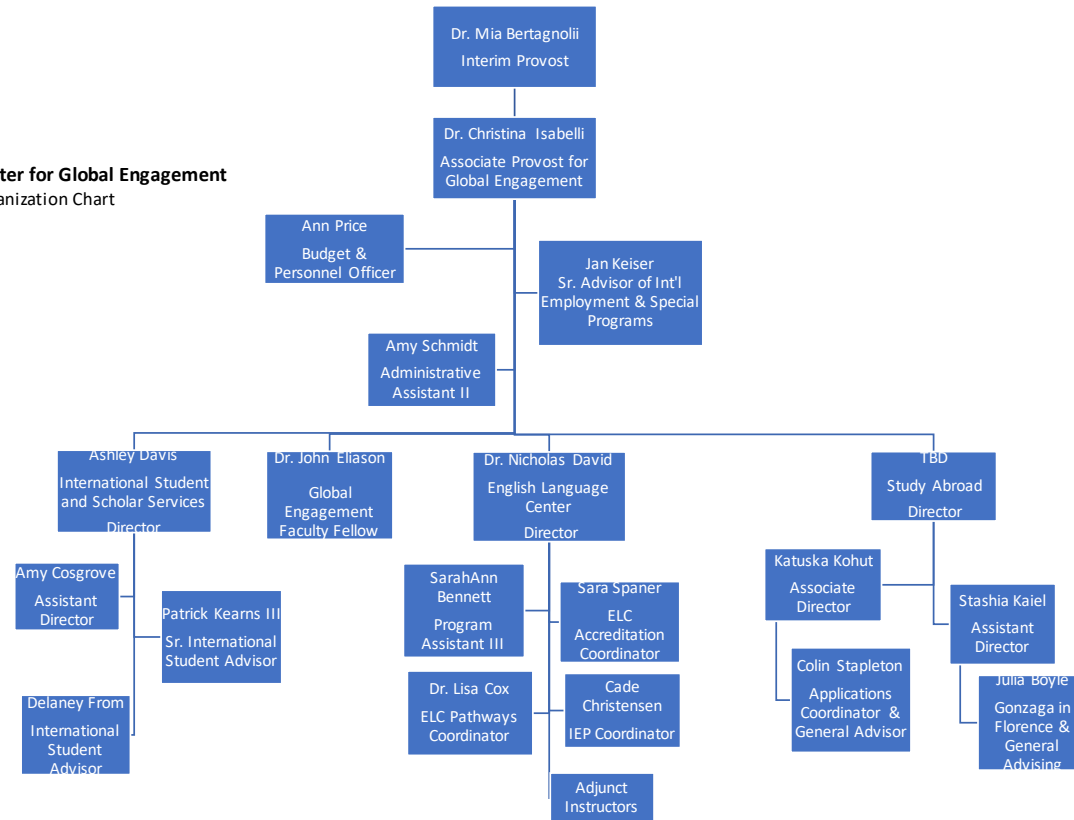 Dr. Mia Bertagnolii
Interim Provost
Dr. Christina Isabelli
Associate Provost for
Global Engagement
ter for Global Engagement
anization Chart
Ann Price
Budget &
Personnel Officer
Jan Keiser
Sr. Advisor of Int'l
Employment & Special
Programs
Amy Schmidt
Administrative
Assistant II
Ashley Davis
International Student
and Scholar Services
Director
Dr. John Eliason
Global
Engagement
Faculty Fellow
Dr. Nicholas David
English Language
Center
Director
TBD
Study Abroad
Director
Amy Cosgrove
Assistant
Director
Patrick Kearns III
Sr. International
Student Advisor
Delaney From
International
Student
Advisor
SarahAnn
Bennett
Program
Assistant III
Sara Spaner
ELC
Accreditation
Coordinator
Dr. Lisa Cox
ELC Pathways
Coordinator
Cade
Christensen
IEP Coordinator
Adjunct
Instructors
Katuska Kohut
Associate
Director
Stashia Kaiel
Assistant
Director
Colin Stapleton
Applications
Coordinator &
General Advisor
Julia Boyle
Gonzaga in
Florence &
General
Advising